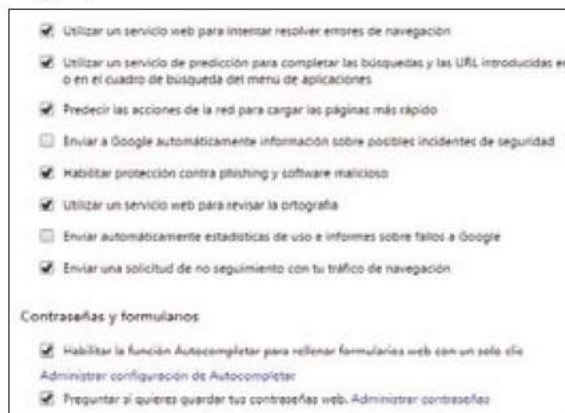 Utilizar un servicio web para intentar resolver errores de navegación
Utilizar un servicio de predicción para completar las búsquedas y las URL introducidas en
o en el cuadro de búsqueda del menú de aplicaciones
Predecir las acciones de la red para cargar las páginas más rápido
Enviar a Google automáticamente información sobre posibles incidentes de seguridad
Habilitar protección contra phishing y software malicioso
Utilizar un servicio web para revisar la ortografía
Enviar automáticamente estadísticas de uso e informes sobre fallos a Google
Enviar una solicitud de no seguimiento con tu tráfico de navegación
Contraseñas y formularios
Habilitar la función Autocompletar para rellenar formularios web con un solo clic
Administrar configuración de Autocompletar
Preguntar si quieres guardar tus contraseñas web. Administrar contraseñas